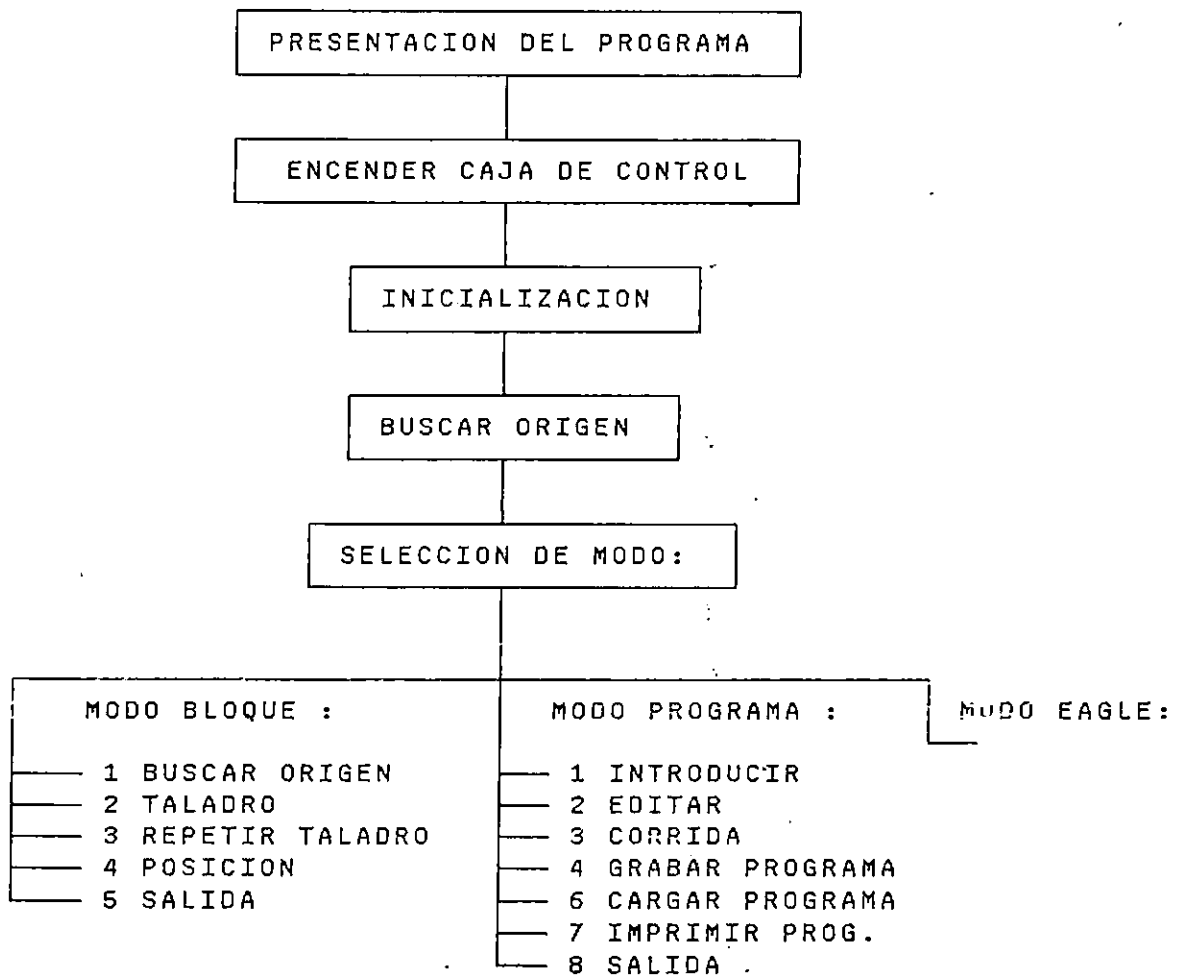 PRESENTACION DEL PROGRAMA
ENCENDER CAJA DE CONTROL
INICIALIZACION
BUSCAR ORIGEN
SELECCION DE MODO:
MODO BLOQUE :
1 BUSCAR ORIGEN
2 TALADRO
3 REPETIR TALADRO
4 POSICION
5 SALIDA
MODO PROGRAMA :
1 INTRODUCIR
2 EDITAR
3 CORRIDA
4 GRABAR PROGRAMA
6 CARGAR PROGRAMA
7 IMPRIMIR PROG.
8 SALIDA
MODO EAGLE: